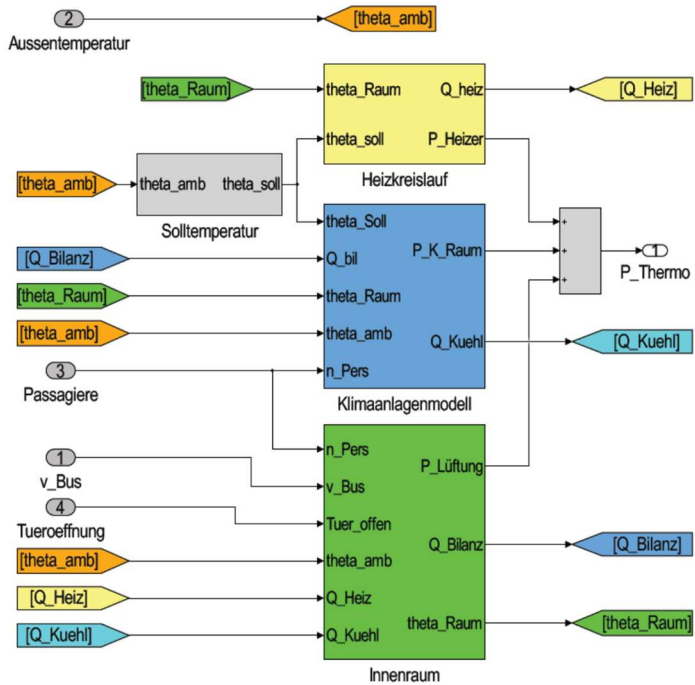 2
[theta_amb]
Aussentemperatur
[theta_Raum]
theta_Raum
Q_heiz
[Q_Heiz]
theta_soll
P_Heizer
Heizkreislauf
[theta_amb]
theta_amb
theta_soll
Solltemperatur
theta_Soll
[Q_Bilanz]
Q_bil
P_K_Raum
+
+
+
1
P_Thermo
[theta_Raum]
theta_Raum
[theta_amb]
theta_amb
Q_Kuehl
[Q_Kuehl]
3
n_Pers
Passagiere
Klimaanlagenmodell
n_Pers
P_Lüftung
1
v_Bus
v_Bus
4
Tuer_offen
Tueroeffnung
[theta_amb]
theta_amb
Q_Bilanz
[Q_Bilanz]
[Q_Heiz]
Q_Heiz
[Q_Kuehl]
Q_Kuehl
theta_Raum
[theta_Raum]
Innenraum